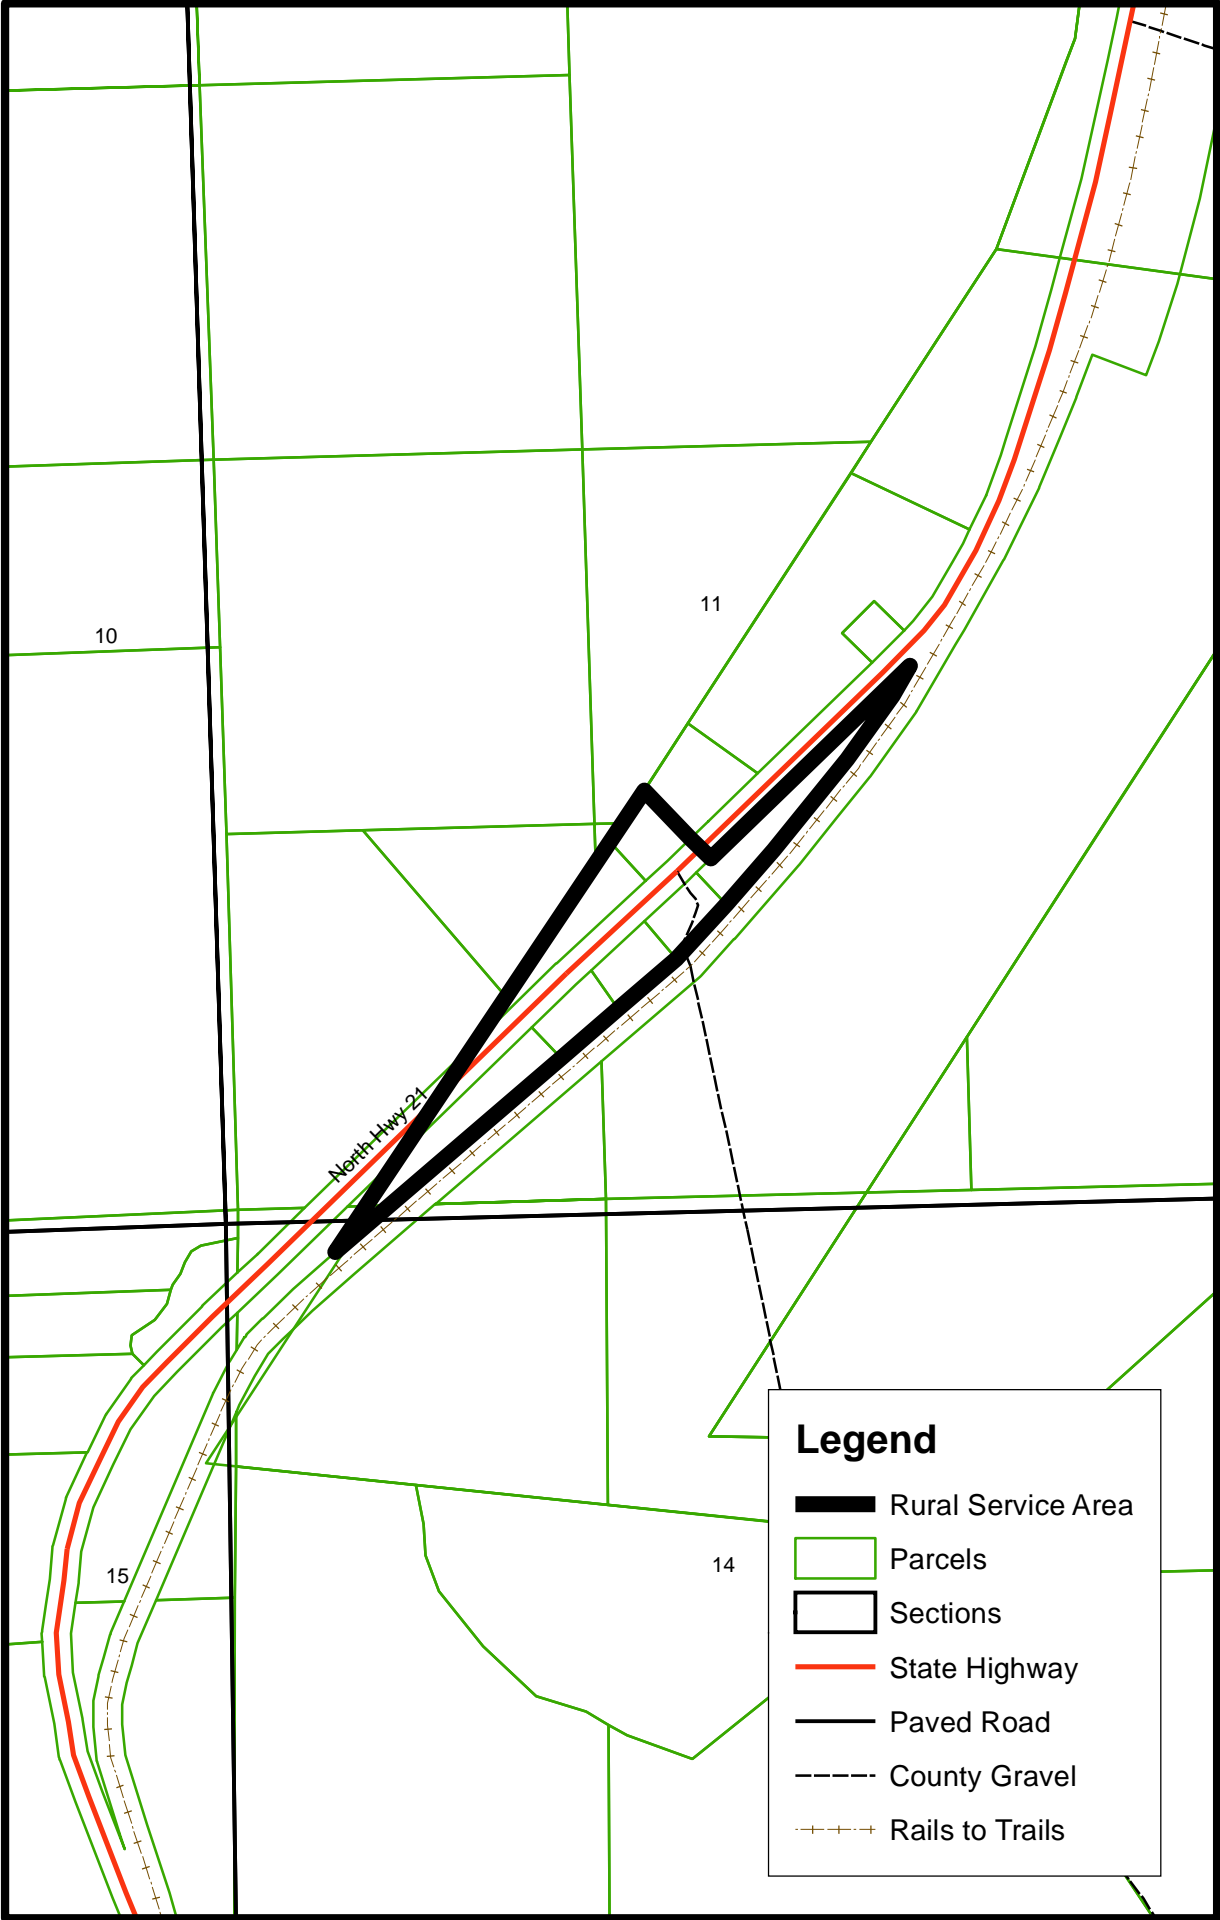 11
10
North Hwy 21
15
14
Legend
Rural Service Area
Parcels
Sections
State Highway
Paved Road
County Gravel
Rails to Trails